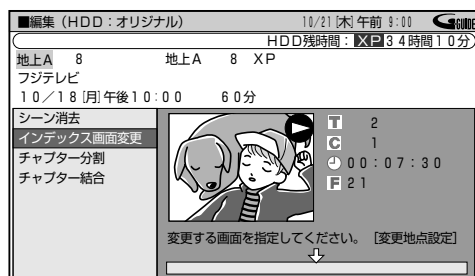 ■編集（HDD：オリジナル） 10/21[木]午前 9:00 GGUIDE
HDD残時間：XP34時間10分
地上A 8 地上A 8 XP
フジテレビ
10/18[月]午後10:00 60分
シーン消去
インデックス画面変更
チャプター分割
チャプター結合
T 2
C 1
00:07:30
F 21
変更する画面を指定してください。 [変更地点設定]